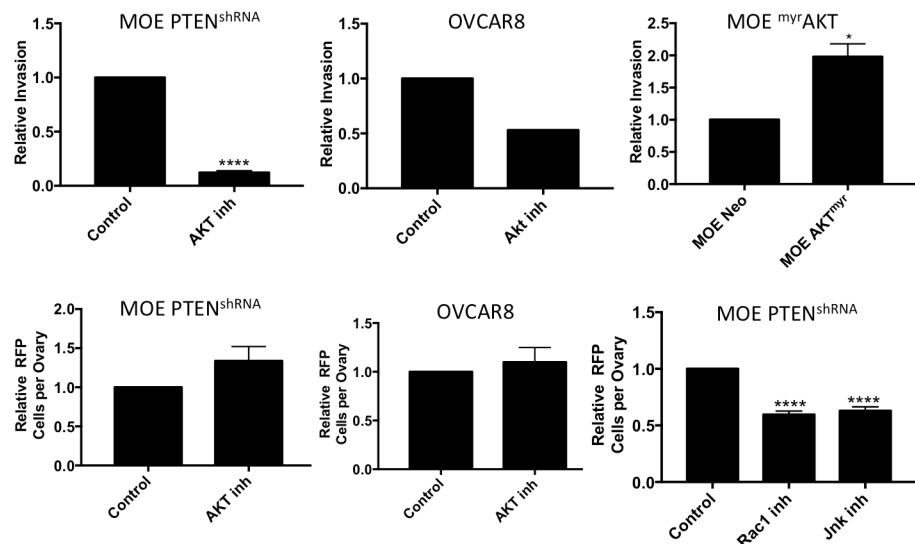 MOE PTEN^shRNA
Relative Invasion
1.5
1.0
0.5
0.0
****
Control
AKT inh
OVCAR8
Relative Invasion
1.5
1.0
0.5
0.0
Control
Akt inh
MOE ^myrAKT
Relative Invasion
2.5
2.0
1.5
1.0
0.5
0.0
*
MOE Neo
MOE AKT^myr
MOE PTEN^shRNA
Relative RFP
Cells per Ovary
2.0
1.5
1.0
0.5
0.0
Control
AKT inh
OVCAR8
Relative RFP
Cells per Ovary
1.5
1.0
0.5
0.0
Control
AKT inh
MOE PTEN^shRNA
Relative RFP
Cells per Ovary
1.5
1.0
0.5
0.0
****
****
Control
Rac1 inh
Jnk inh